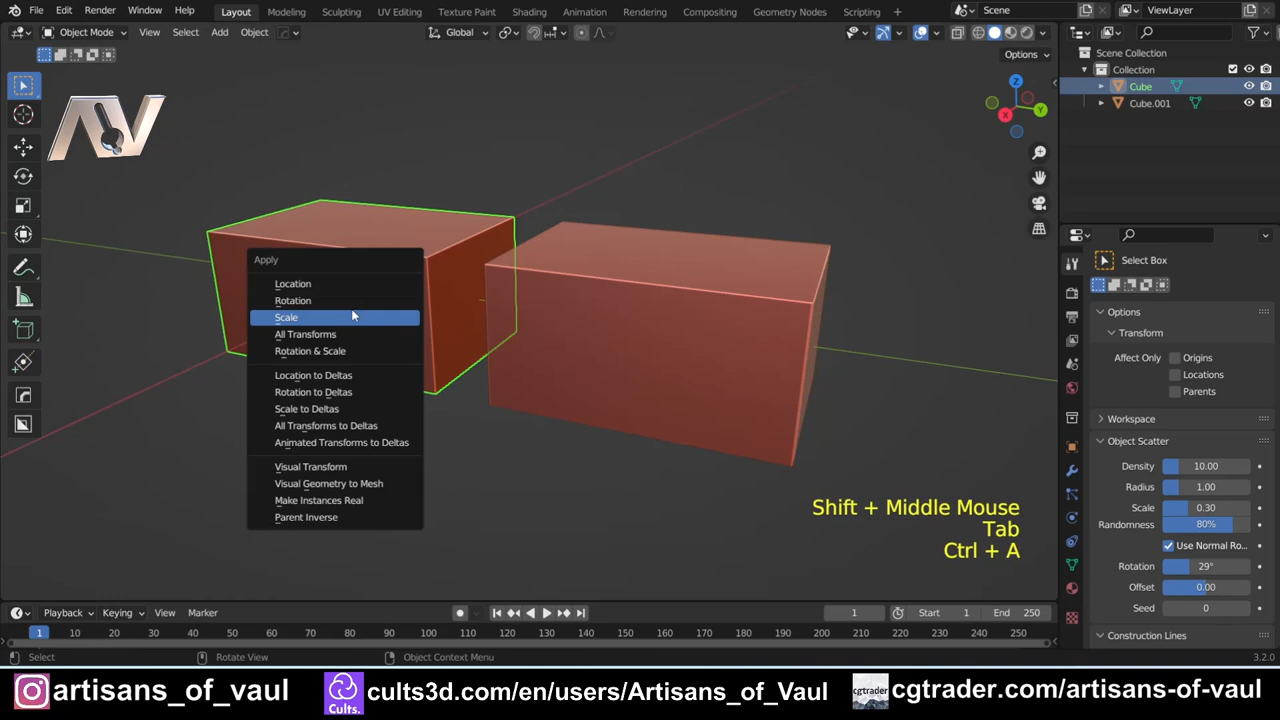 File Edit Render Window Help Layout Modeling Sculpting UV Editing Texture Paint Shading Animation Rendering Compositing Geometry Nodes Scripting + Scene ViewLayer
Object Mode View Select Add Object Global
Options
Scene Collection
Collection
Cube
Cube.001
AV
Z
Y
X
Apply
Location
Rotation
Scale
All Transforms
Rotation & Scale
Location to Deltas
Rotation to Deltas
Scale to Deltas
All Transforms to Deltas
Animated Transforms to Deltas
Visual Transform
Visual Geometry to Mesh
Make Instances Real
Parent Inverse
Select Box
Options
Transform
Affect Only Origins
Locations
Parents
Workspace
Object Scatter
Density 10.00
Radius 1.00
Scale 0.30
Randomness 80%
Use Normal Ro...
Rotation 29°
Offset 0.00
Seed 0
Construction Lines
Shift + Middle Mouse
Tab
Ctrl + A
Playback Keying View Marker 1 Start 1 End 250
1 10 20 30 40 50 60 70 80 90 100 110 120 130 140 150 160 170 180 190 200 210 220 230 240 250
Select Rotate View Object Context Menu 3.2.0
artisans_of_vaul Cults. cults3d.com/en/users/Artisans_of_Vaul cgtrader cgtrader.com/artisans-of-vaul